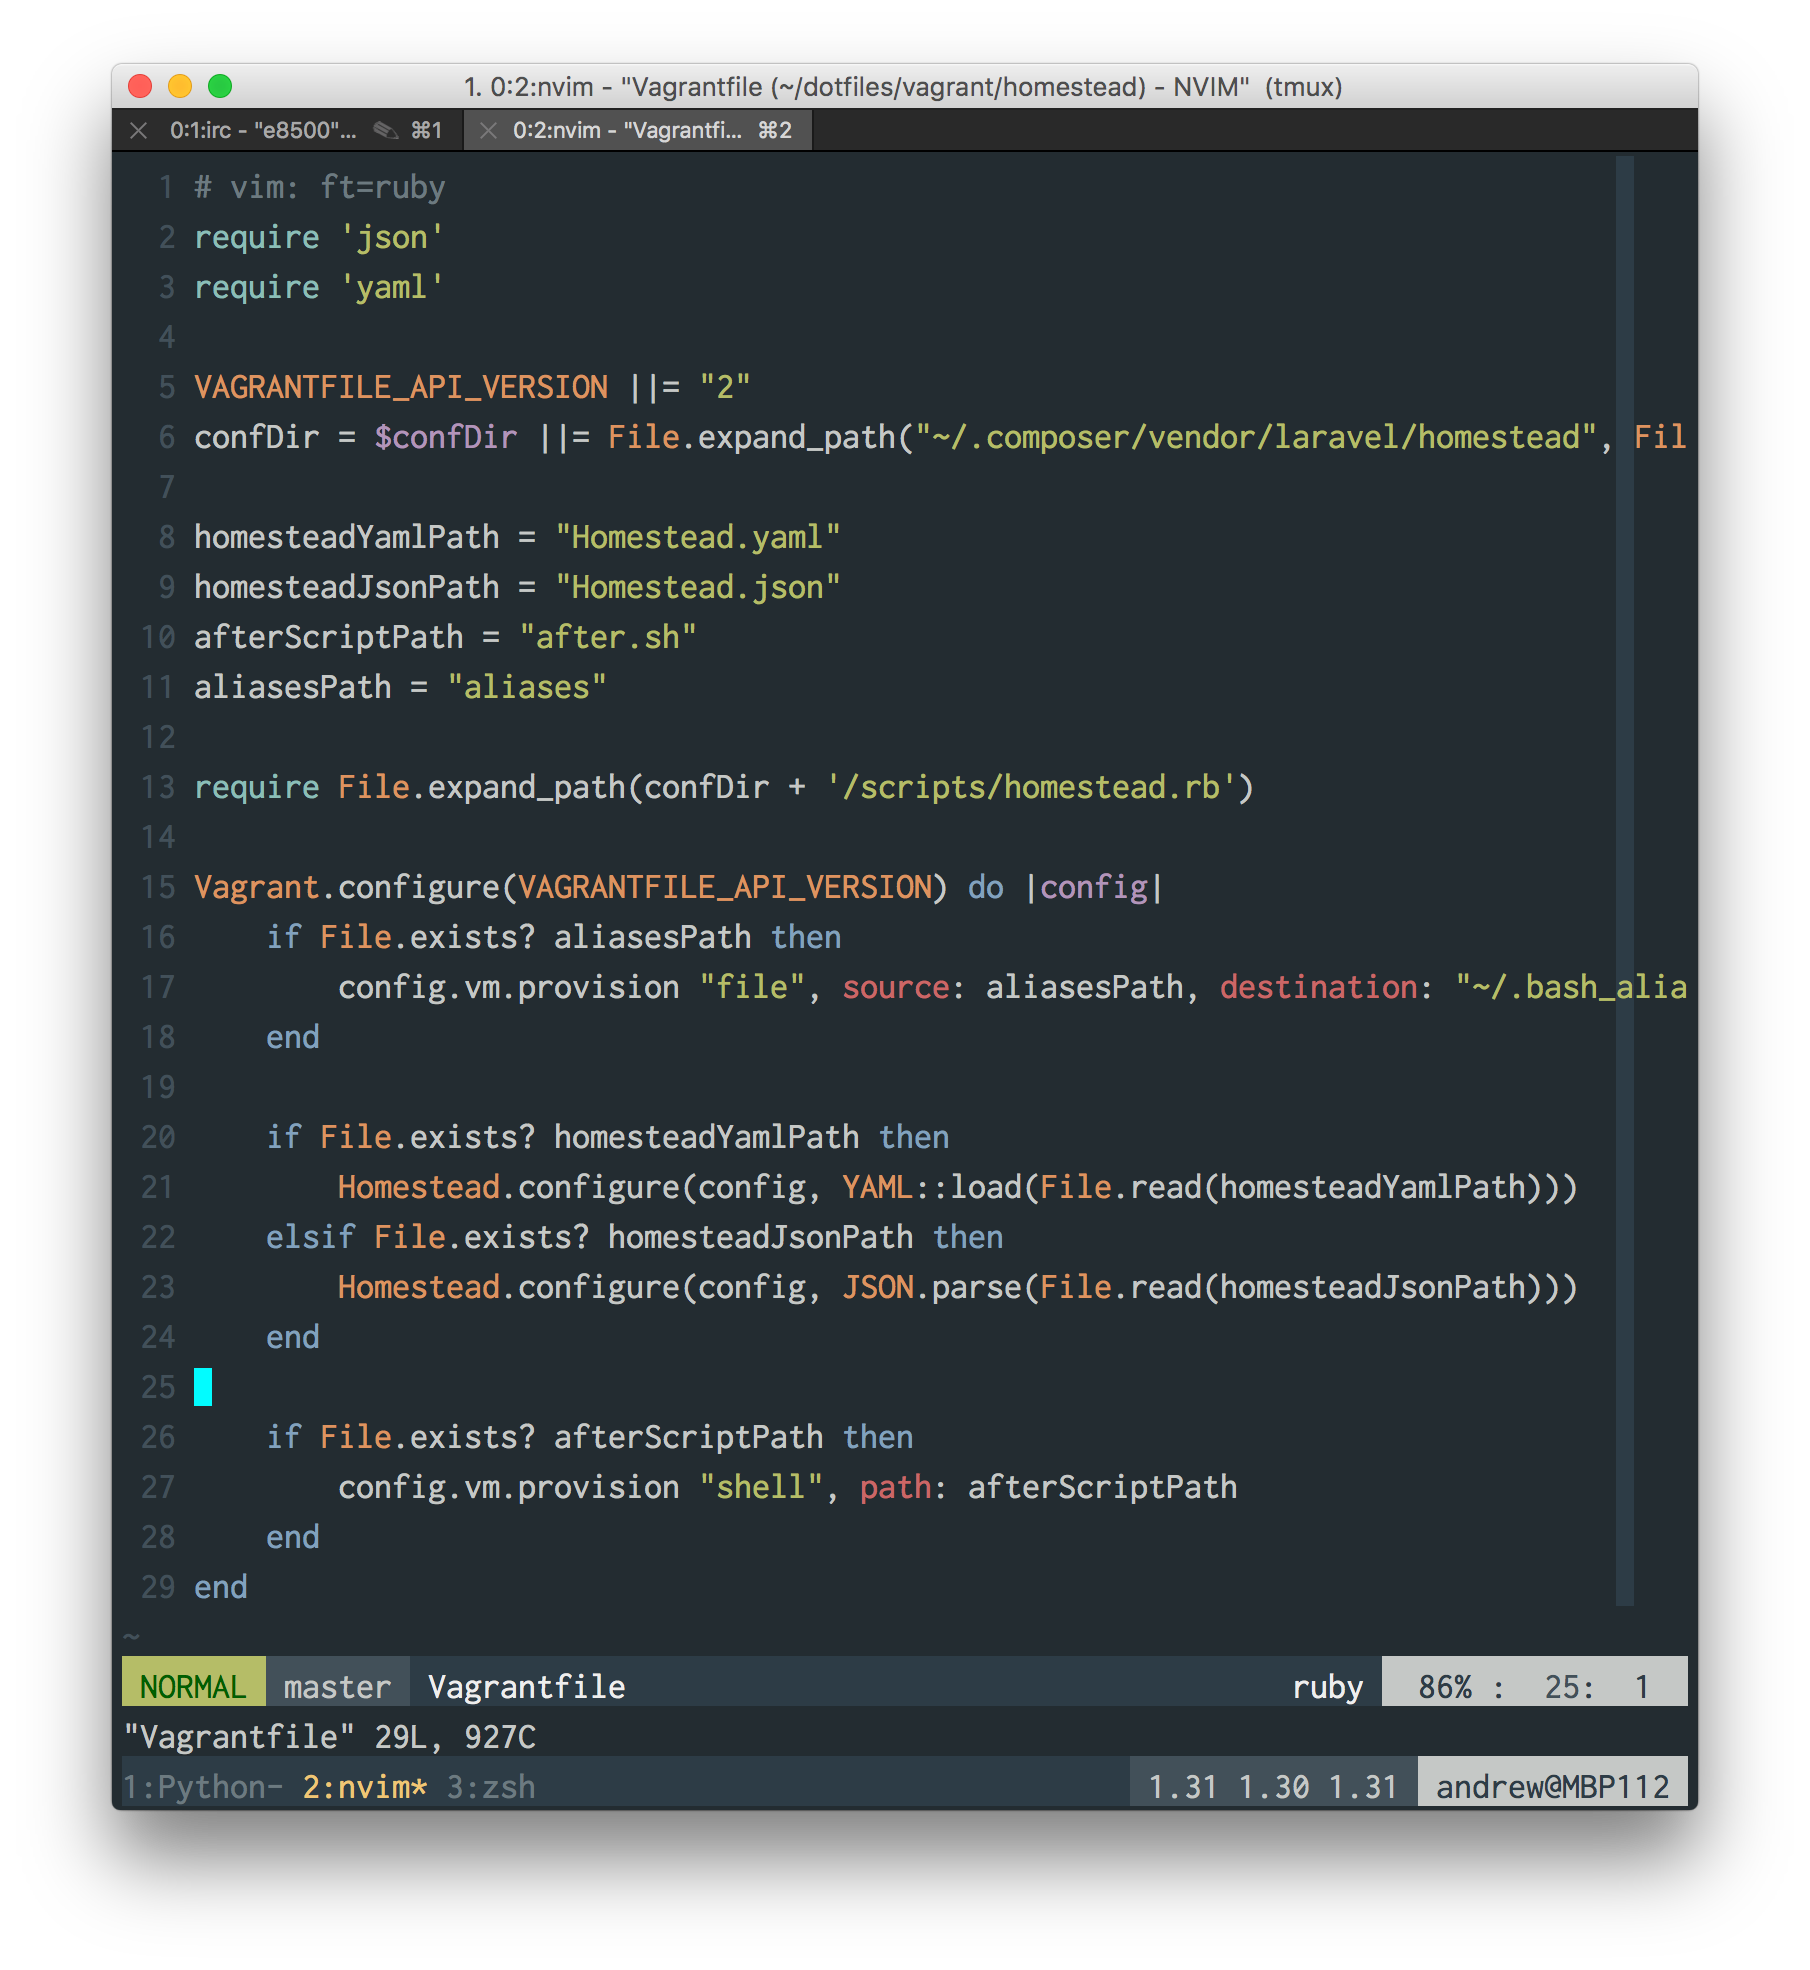 1. 0:2:nvim - "Vagrantfile (~/dotfiles/vagrant/homestead) - NVIM" (tmux)
0:1:irc - "e8500"... ⌘1 0:2:nvim - "Vagrantfi... ⌘2
1 # vim: ft=ruby
2 require 'json'
3 require 'yaml'
4
5 VAGRANTFILE_API_VERSION ||= "2"
6 confDir = $confDir ||= File.expand_path("~/.composer/vendor/laravel/homestead", Fil
7
8 homesteadYamlPath = "Homestead.yaml"
9 homesteadJsonPath = "Homestead.json"
10 afterScriptPath = "after.sh"
11 aliasesPath = "aliases"
12
13 require File.expand_path(confDir + '/scripts/homestead.rb')
14
15 Vagrant.configure(VAGRANTFILE_API_VERSION) do |config|
16     if File.exists? aliasesPath then
17         config.vm.provision "file", source: aliasesPath, destination: "~/.bash_alia
18     end
19
20     if File.exists? homesteadYamlPath then
21         Homestead.configure(config, YAML::load(File.read(homesteadYamlPath)))
22     elsif File.exists? homesteadJsonPath then
23         Homestead.configure(config, JSON.parse(File.read(homesteadJsonPath)))
24     end
25
26     if File.exists? afterScriptPath then
27         config.vm.provision "shell", path: afterScriptPath
28     end
29 end
~
NORMAL master Vagrantfile ruby 86% : 25: 1
"Vagrantfile" 29L, 927C
1:Python- 2:nvim* 3:zsh 1.31 1.30 1.31 andrew@MBP112